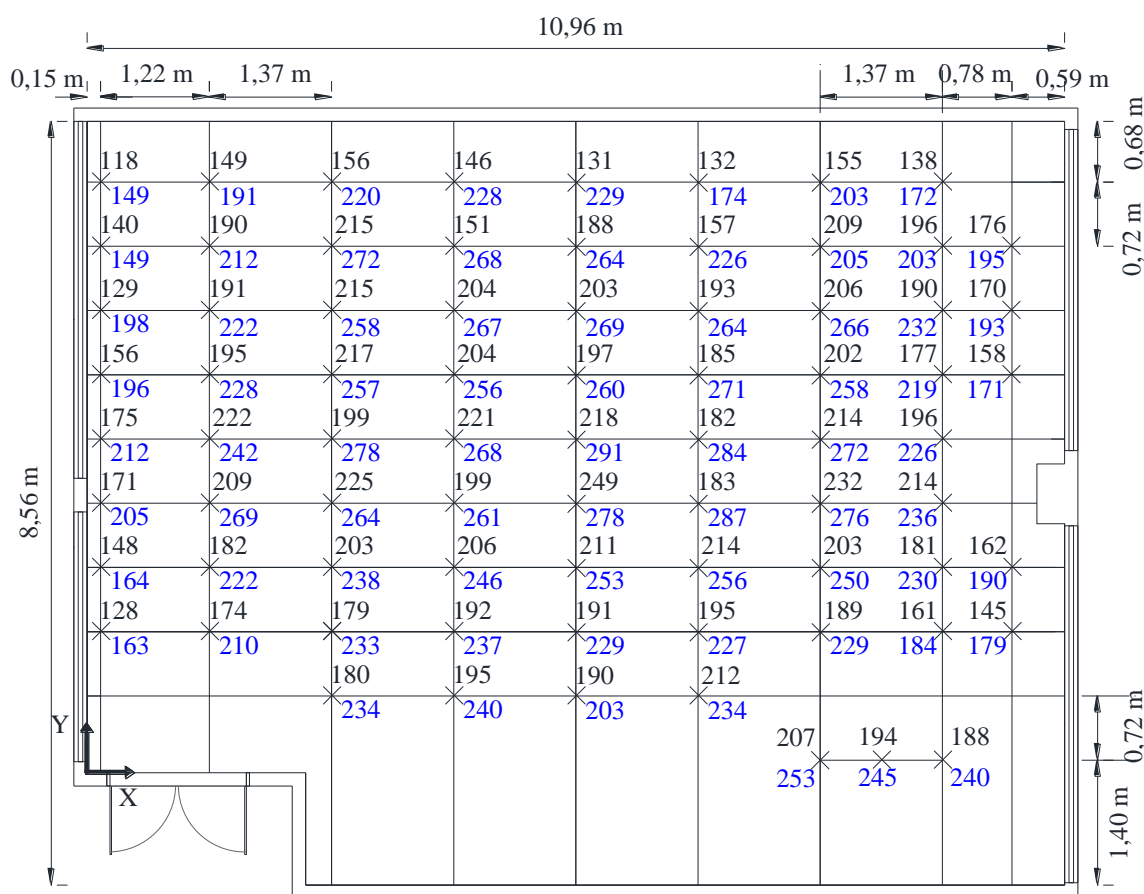 10,96 m
0,15 m 1,22 m 1,37 m 1,37 m 0,78 m 0,59 m
0,68 m
118 149 156 146 131 132 155 138
149 191 220 228 229 174 203 172
0,72 m
140 190 215 151 188 157 209 196 176
149 212 272 268 264 226 205 203 195
129 191 215 204 203 193 206 190 170
198 222 258 267 269 264 266 232 193
156 195 217 204 197 185 202 177 158
196 228 257 256 260 271 258 219 171
175 222 199 221 218 182 214 196
212 242 278 268 291 284 272 226
8,56 m
171 209 225 199 249 183 232 214
205 269 264 261 278 287 276 236
148 182 203 206 211 214 203 181 162
164 222 238 246 253 256 250 230 190
128 174 179 192 191 195 189 161 145
163 210 233 237 229 227 229 184 179
180 195 190 212
234 240 203 234
0,72 m
Y
207 194 188
253 245 240
X
1,40 m